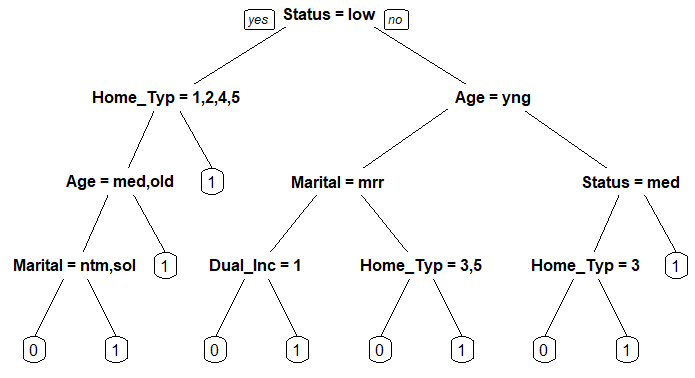 yes Status = low no
Home_Typ = 1,2,4,5 Age = yng
Age = med,old 1 Marital = mrr Status = med
Marital = ntm,sol 1 Dual_Inc = 1 Home_Typ = 3,5 Home_Typ = 3 1
0 1 0 1 0 1 0 1